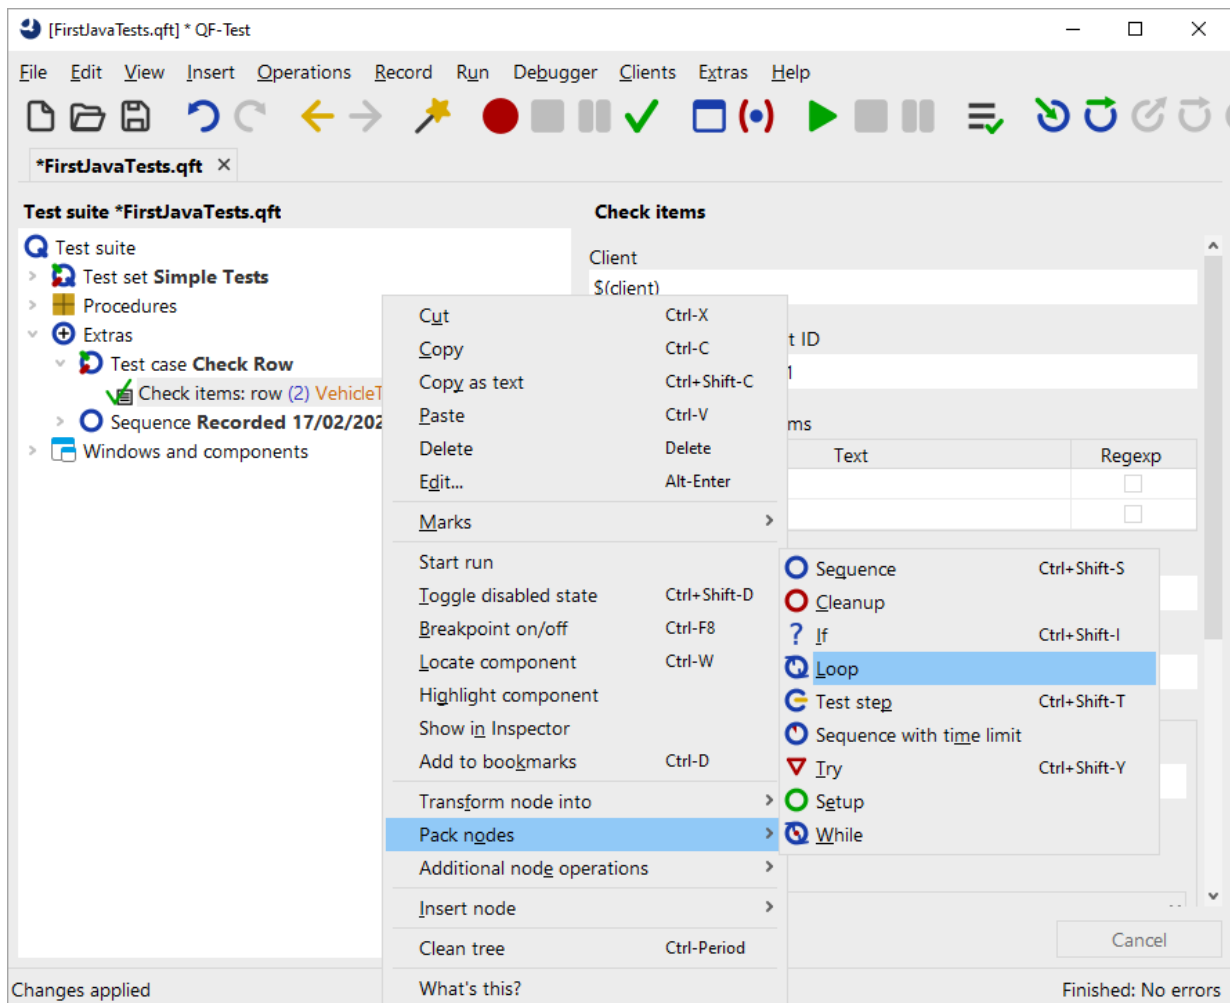 [FirstJavaTests.qft] * QF-Test
File Edit View Insert Operations Record Run Debugger Clients Extras Help
*FirstJavaTests.qft
Test suite *FirstJavaTests.qft
Test suite
Test set Simple Tests
Procedures
Extras
Test case Check Row
Check items: row (2) VehicleT
Sequence Recorded 17/02/202
Windows and components
Check items
Client
$(client)
t ID
1
ms
Text Regexp
Cut Ctrl-X
Copy Ctrl-C
Copy as text Ctrl+Shift-C
Paste Ctrl-V
Delete Delete
Edit... Alt-Enter
Marks
Start run
Toggle disabled state Ctrl+Shift-D
Breakpoint on/off Ctrl-F8
Locate component Ctrl-W
Highlight component
Show in Inspector
Add to bookmarks Ctrl-D
Transform node into
Pack nodes
Additional node operations
Insert node
Clean tree Ctrl-Period
What's this?
Sequence Ctrl+Shift-S
Cleanup
If Ctrl+Shift-I
Loop
Test step Ctrl+Shift-T
Sequence with time limit
Try Ctrl+Shift-Y
Setup
While
Cancel
Changes applied
Finished: No errors